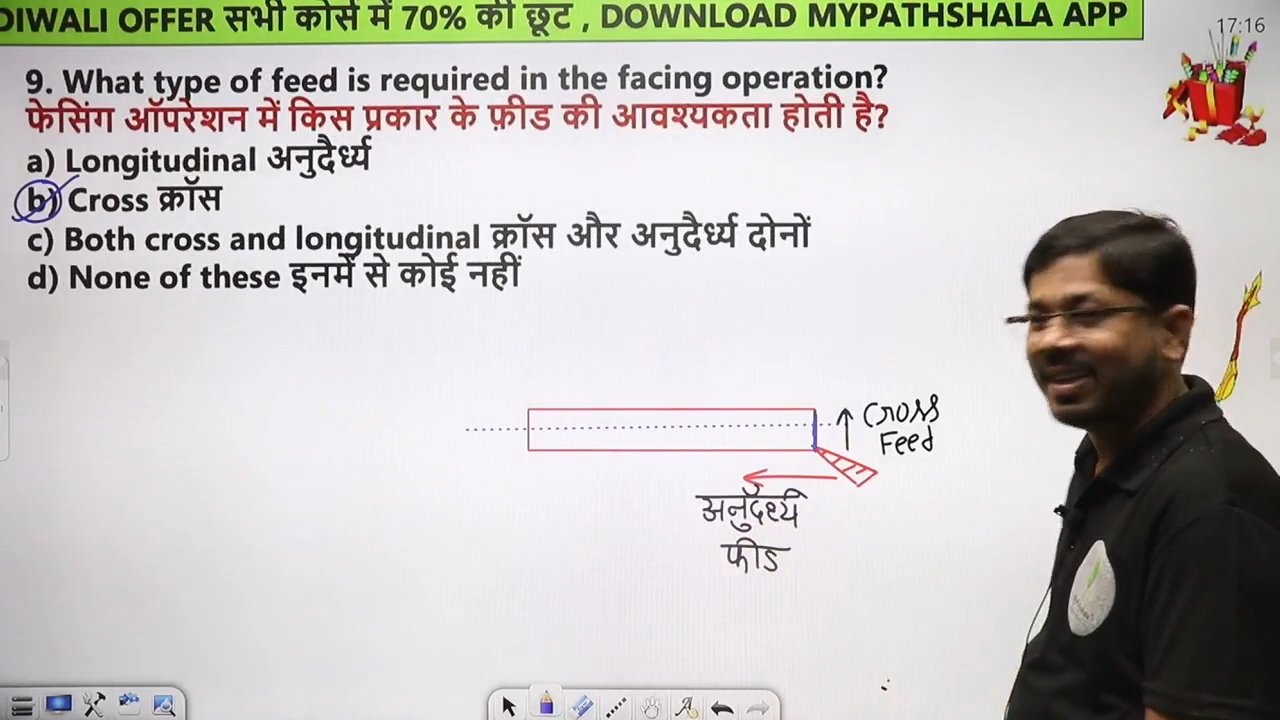 DIWALI OFFER सभी कोर्स में 70% की छूट , DOWNLOAD MYPATHSHALA APP
17:16
9. What type of feed is required in the facing operation?
फेसिंग ऑपरेशन में किस प्रकार के फ़ीड की आवश्यकता होती है?
a) Longitudinal अनुदैर्ध्य
b) Cross क्रॉस
c) Both cross and longitudinal क्रॉस और अनुदैर्ध्य दोनों
d) None of these इनमें से कोई नहीं
Cross
Feed
अनुदैर्ध्य
फीड